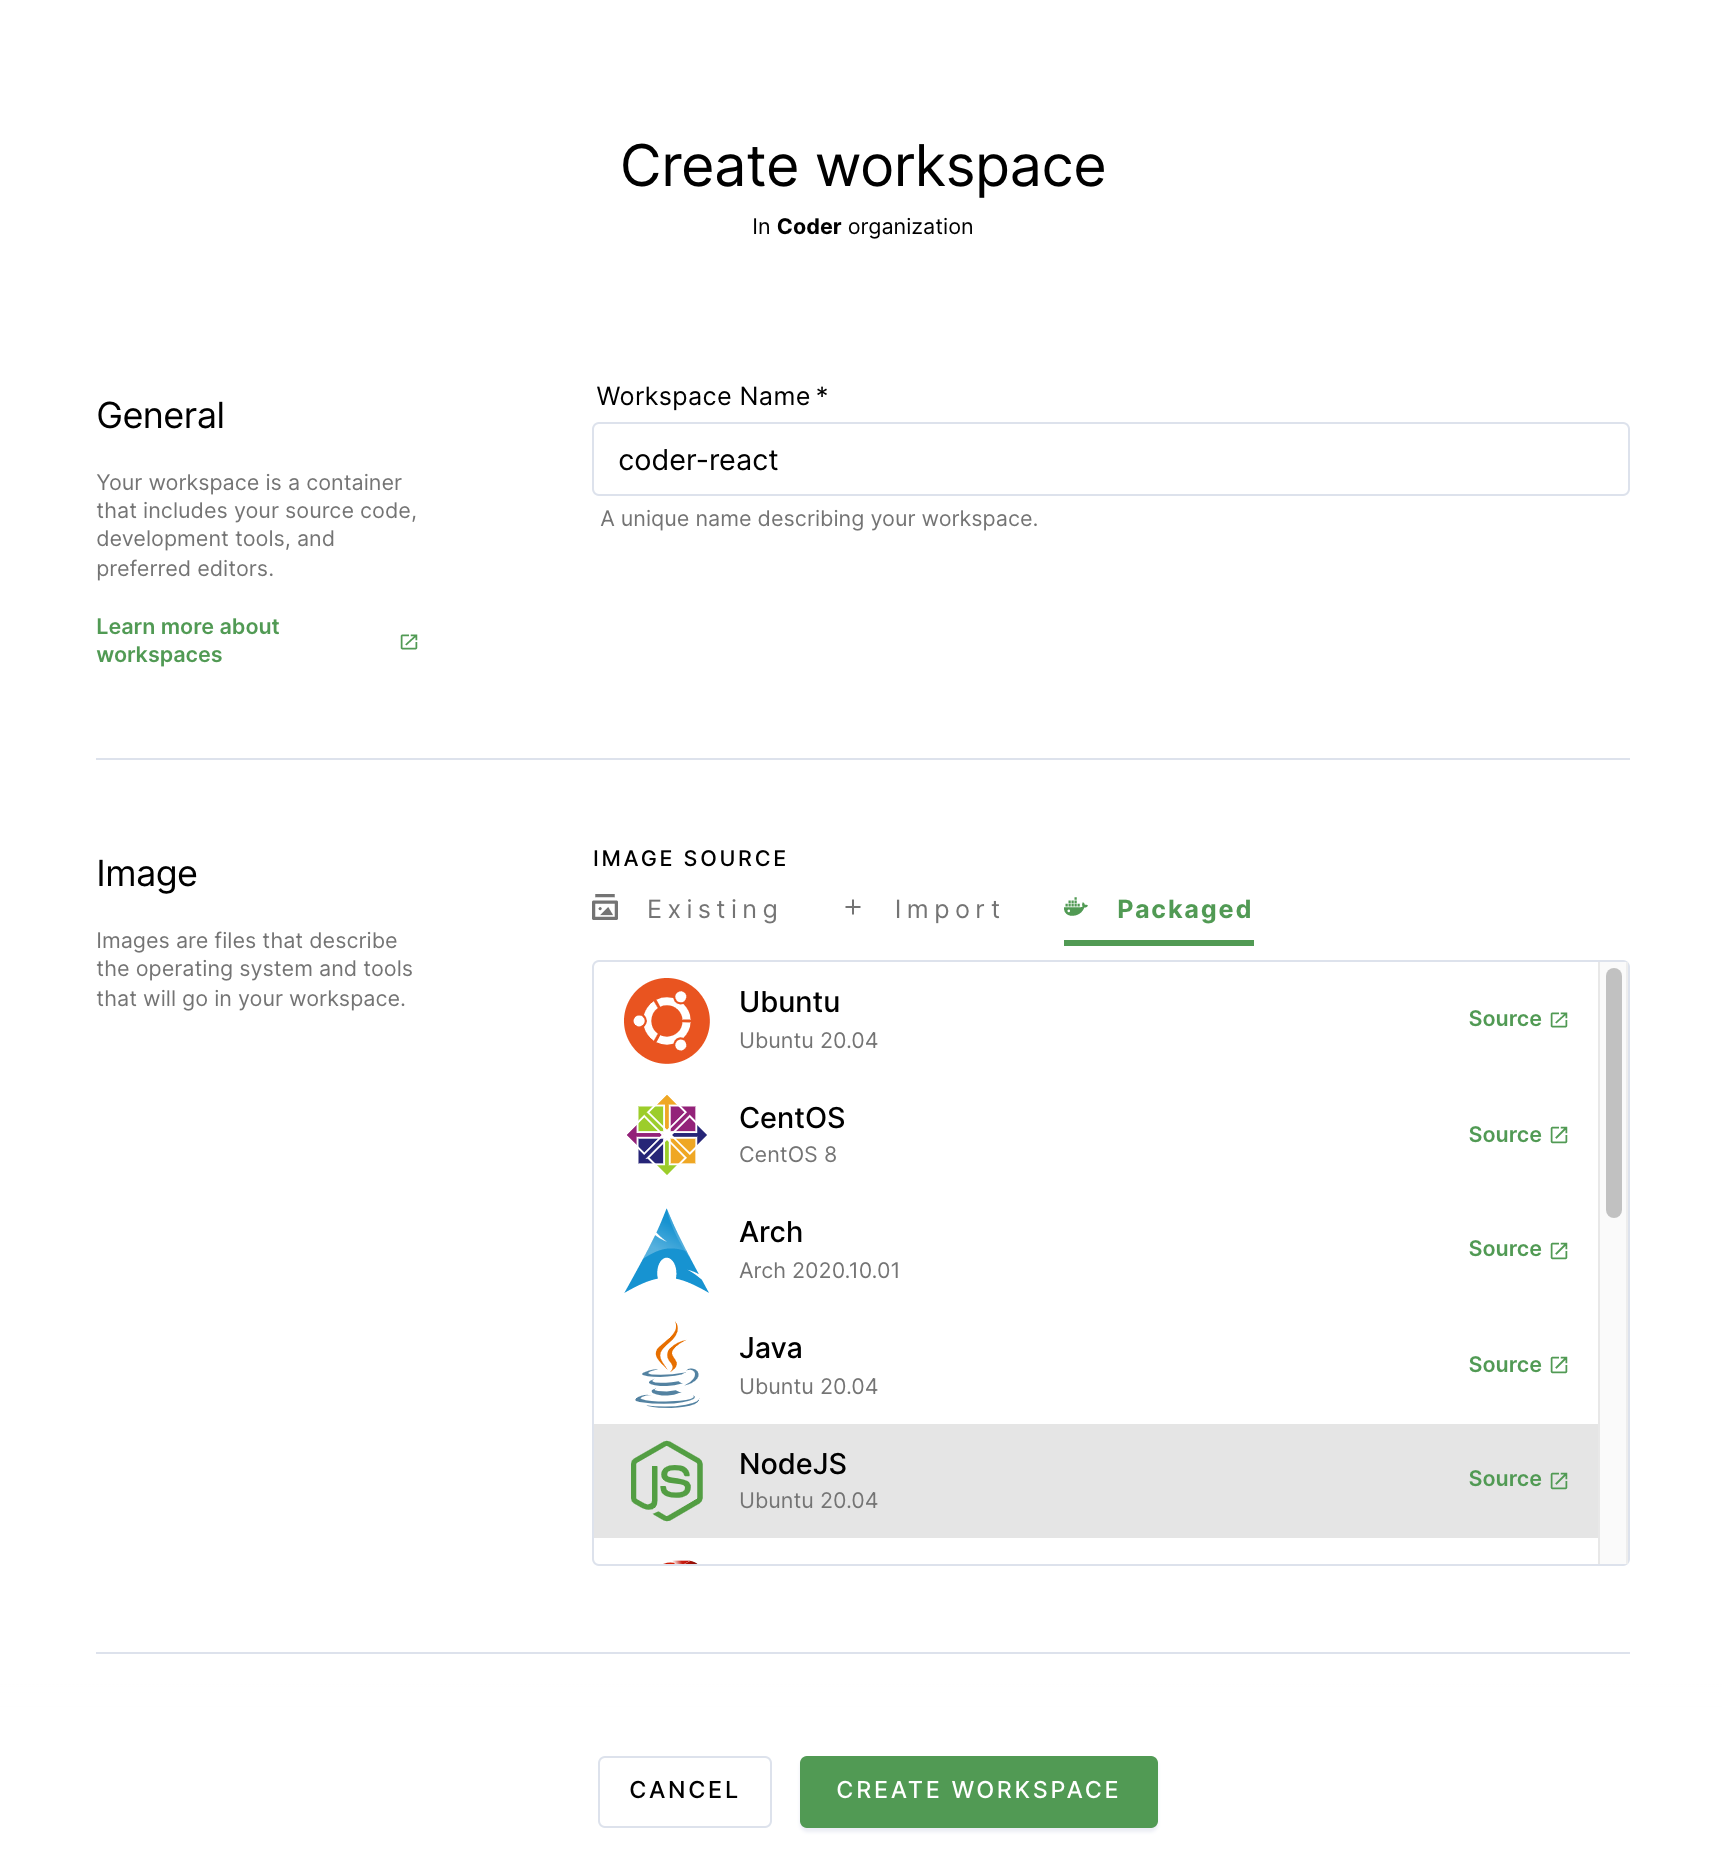 Create workspace
In Coder organization
General
Your workspace is a container
that includes your source code,
development tools, and
preferred editors.
Learn more about
workspaces
Workspace Name *
coder-react
A unique name describing your workspace.
Image
Images are files that describe
the operating system and tools
that will go in your workspace.
IMAGE SOURCE
Existing
+ Import
Packaged
Ubuntu
Ubuntu 20.04
Source
CentOS
CentOS 8
Source
Arch
Arch 2020.10.01
Source
Java
Ubuntu 20.04
Source
JS
NodeJS
Ubuntu 20.04
Source
CANCEL
CREATE WORKSPACE